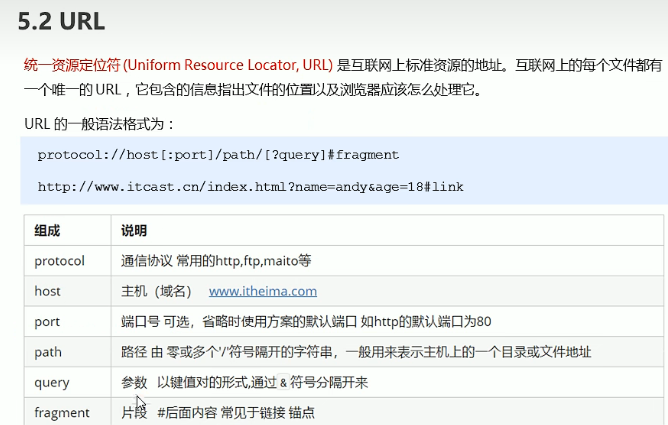 5.2 URL
统一资源定位符 (Uniform Resource Locator, URL) 是互联网上标准资源的地址。互联网上的每个文件都有
一个唯一的 URL，它包含的信息指出文件的位置以及浏览器应该怎么处理它。
URL 的一般语法格式为：
protocol://host[:port]/path/[?query]#fragment
http://www.itcast.cn/index.html?name=andy&age=18#link
组成 说明
protocol 通信协议 常用的http,ftp,maito等
host 主机（域名） www.itheima.com
port 端口号 可选，省略时使用方案的默认端口 如http的默认端口为80
path 路径 由 零或多个'/'符号隔开的字符串，一般用来表示主机上的一个目录或文件地址
query 参数 以键值对的形式,通过 & 符号分隔开来
fragment 片段 #后面内容 常见于链接 锚点